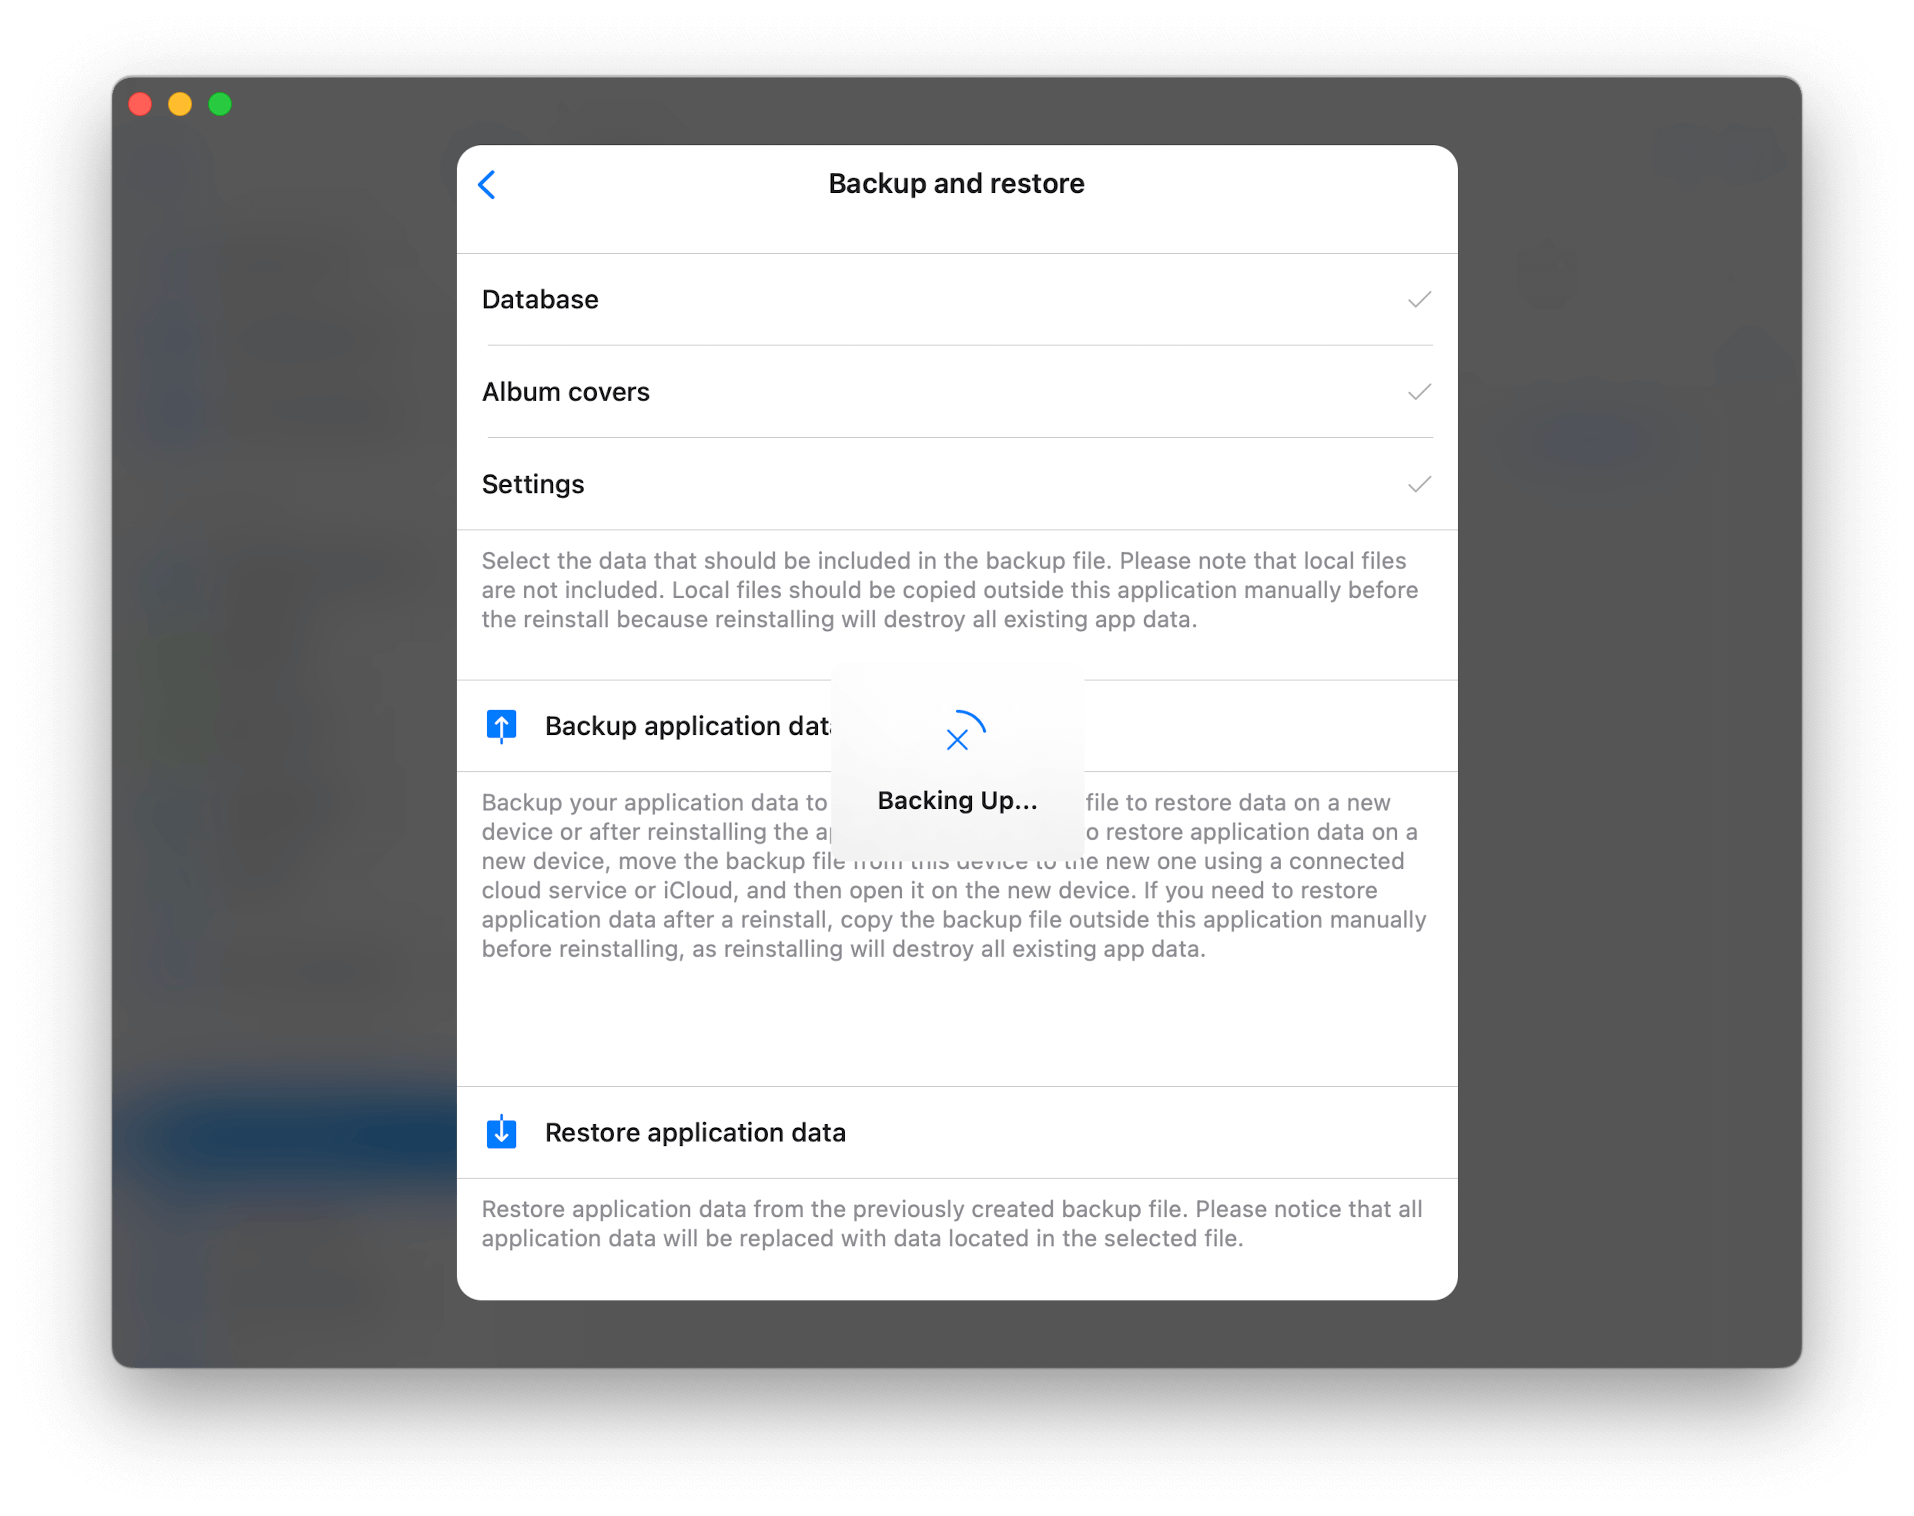 Backup and restore
Database
Album covers
Settings
Select the data that should be included in the backup file. Please note that local files
are not included. Local files should be copied outside this application manually before
the reinstall because reinstalling will destroy all existing app data.
Backup application data
Backing Up...
Backup your application data to file to restore data on a new
device or after reinstalling the restore application data on a
new device, move the backup file from this device to the new one using a connected
cloud service or iCloud, and then open it on the new device. If you need to restore
application data after a reinstall, copy the backup file outside this application manually
before reinstalling, as reinstalling will destroy all existing app data.
Restore application data
Restore application data from the previously created backup file. Please notice that all
application data will be replaced with data located in the selected file.